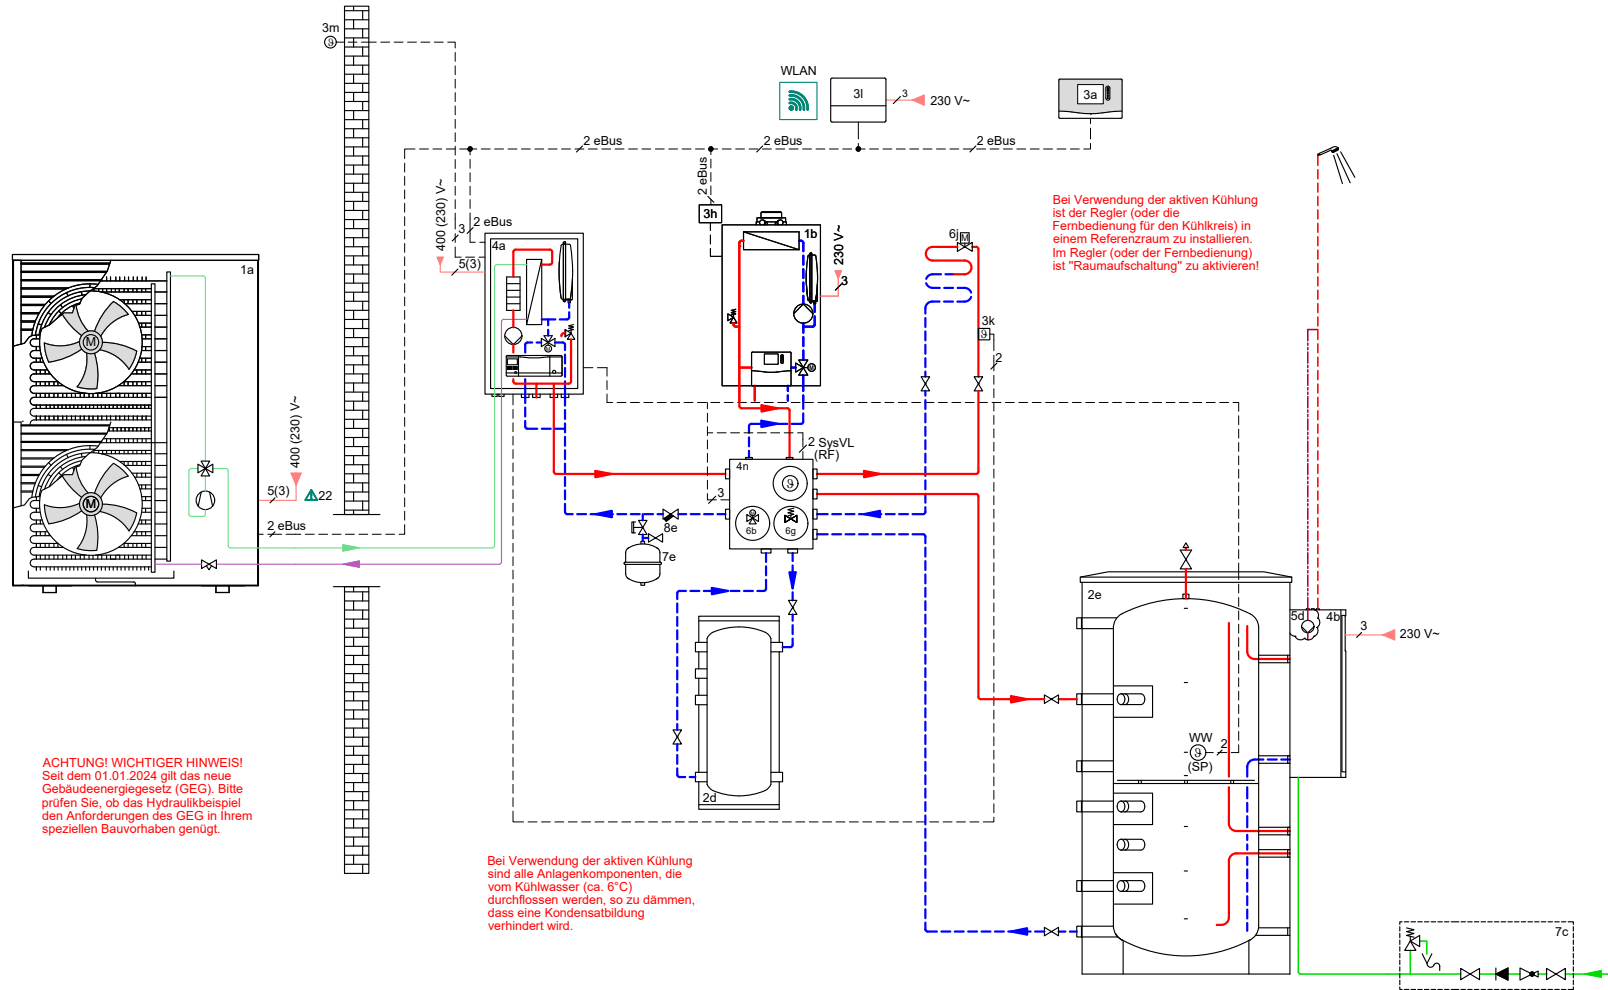 3m
WLAN
3l
3
230 V~
3a
2 eBus
2 eBus
2 eBus
2 eBus
400 (230) V~
3
2 eBus
5(3)
4a
3h
1b
230 V~
3
6j
M
3k
2
Bei Verwendung der aktiven Kühlung
ist der Regler (oder die
Fernbedienung für den Kühlkreis) in
einem Referenzraum zu installieren.
Im Regler (oder der Fernbedienung)
ist "Raumaufschaltung" zu aktivieren!
1a
M
M
400 (230) V~
5(3)
22
2 eBus
2 SysVL
(RF)
4n
3
6b
6g
8e
7e
2d
2e
5d
4b
3
230 V~
WW
2
(SP)
ACHTUNG! WICHTIGER HINWEIS!
Seit dem 01.01.2024 gilt das neue
Gebäudeenergiegesetz (GEG). Bitte
prüfen Sie, ob das Hydraulikbeispiel
den Anforderungen des GEG in Ihrem
speziellen Bauvorhaben genügt.
Bei Verwendung der aktiven Kühlung
sind alle Anlagenkomponenten, die
vom Kühlwasser (ca. 6°C)
durchflossen werden, so zu dämmen,
dass eine Kondensatbildung
verhindert wird.
7c